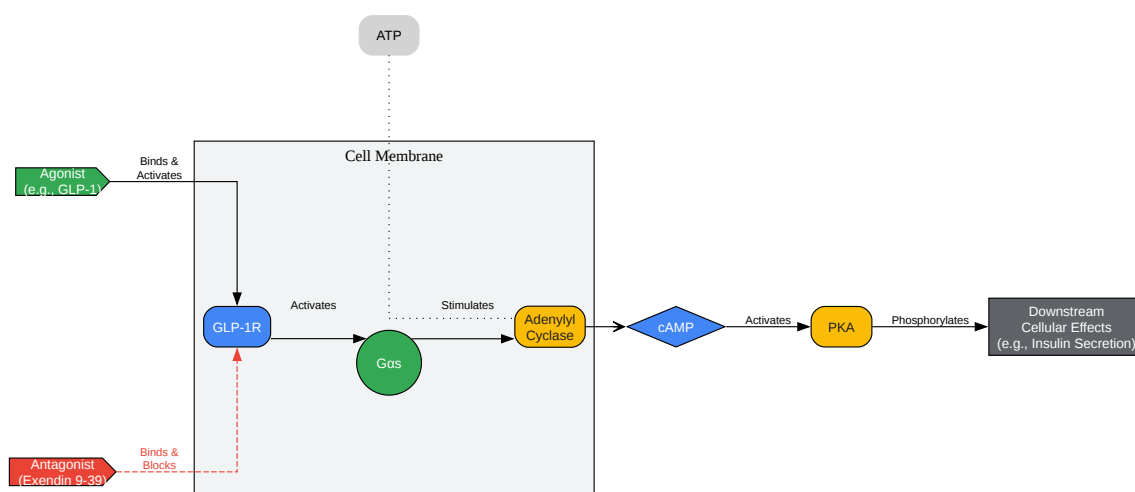 ATP
Cell Membrane
Binds &
Activates
Agonist
(e.g., GLP-1)
GLP-1R
Activates
Gαs
Stimulates
Adenylyl
Cyclase
cAMP
Activates
PKA
Phosphorylates
Downstream
Cellular Effects
(e.g., Insulin Secretion)
Antagonist
(Exendin 9-39)
Binds &
Blocks